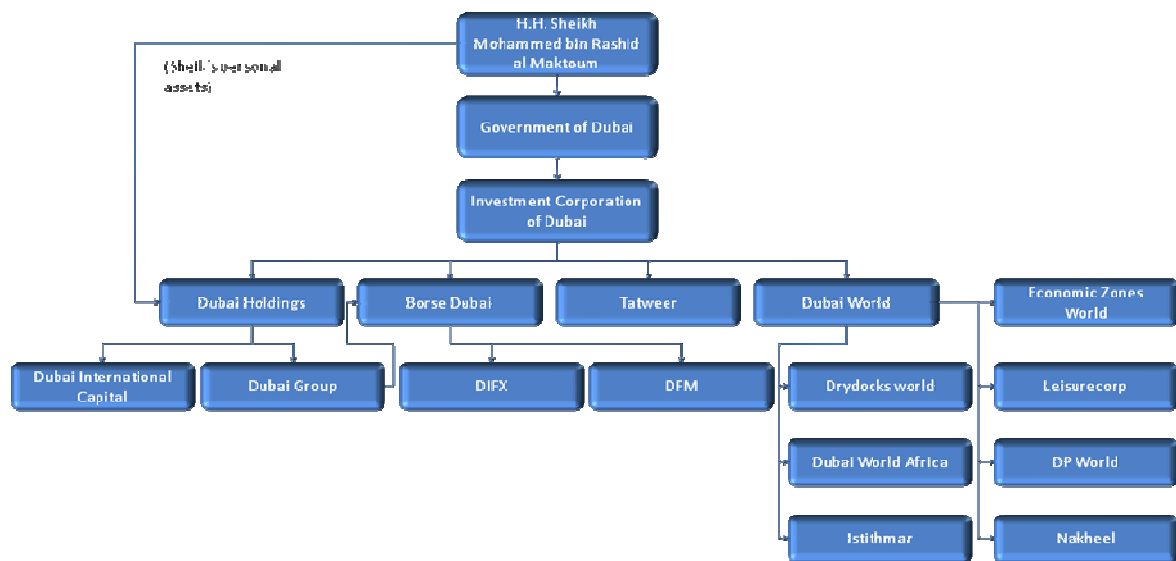 H.H. Sheikh
Mohammed bin Rashid
al Maktoum
(Sheik's personal
assets)
Government of Dubai
Investment Corporation
of Dubai
Dubai Holdings
Borse Dubai
Tatweer
Dubai World
Economic Zones
World
Dubai International
Capital
Dubai Group
DIFX
DFM
Drydocks world
Leisurecorp
Dubai World Africa
DP World
Istithmar
Nakheel